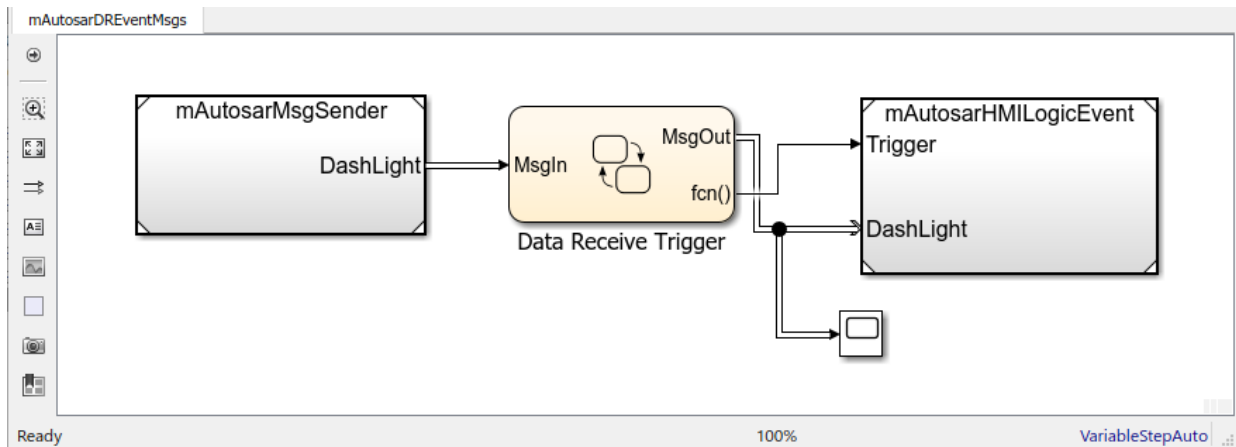 mAutosarDREventMsgs
mAutosarMsgSender
DashLight
MsgIn
MsgOut
fcn()
Data Receive Trigger
mAutosarHMILogicEvent
Trigger
DashLight
Ready
100%
VariableStepAuto